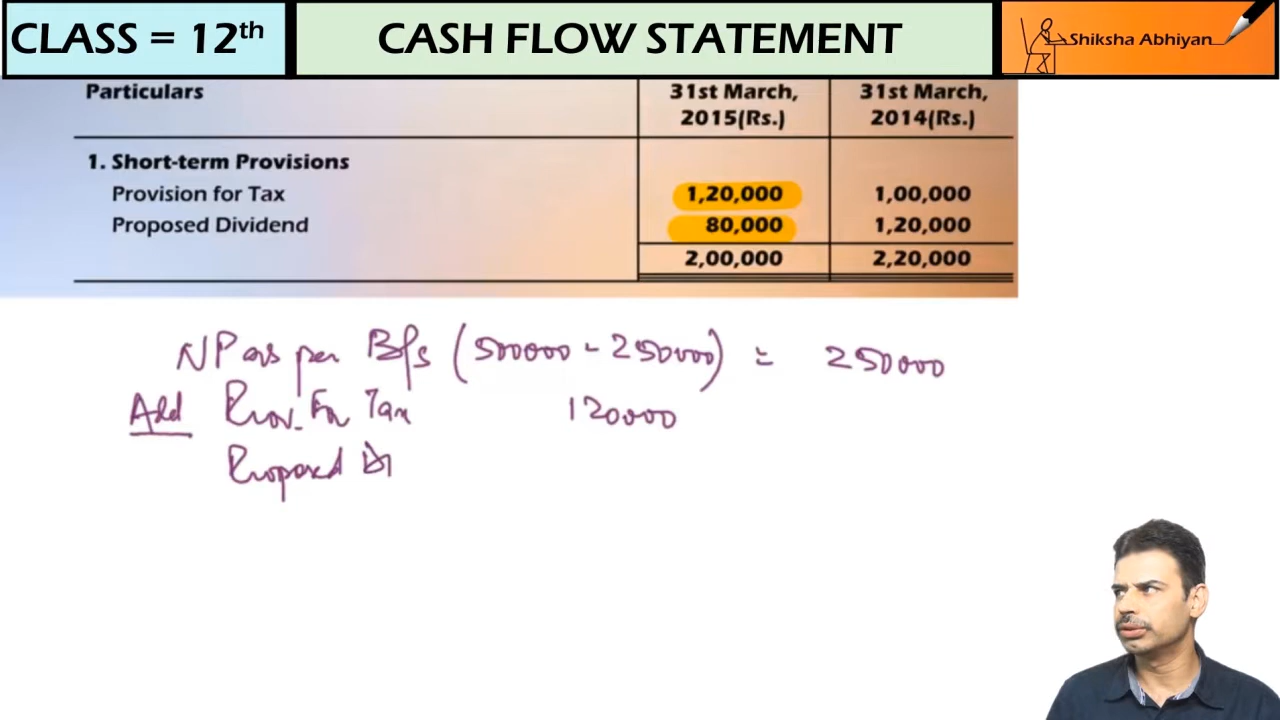 CLASS = 12th
CASH FLOW STATEMENT
Shiksha Abhiyan
Particulars 31st March, 2015(Rs.) 31st March, 2014(Rs.)
1. Short-term Provisions
Provision for Tax 1,20,000 1,00,000
Proposed Dividend 80,000 1,20,000
2,00,000 2,20,000
NP as per B/s (500000 - 250000) = 250000
Add Prov. For Tax 120000
Proposed Di